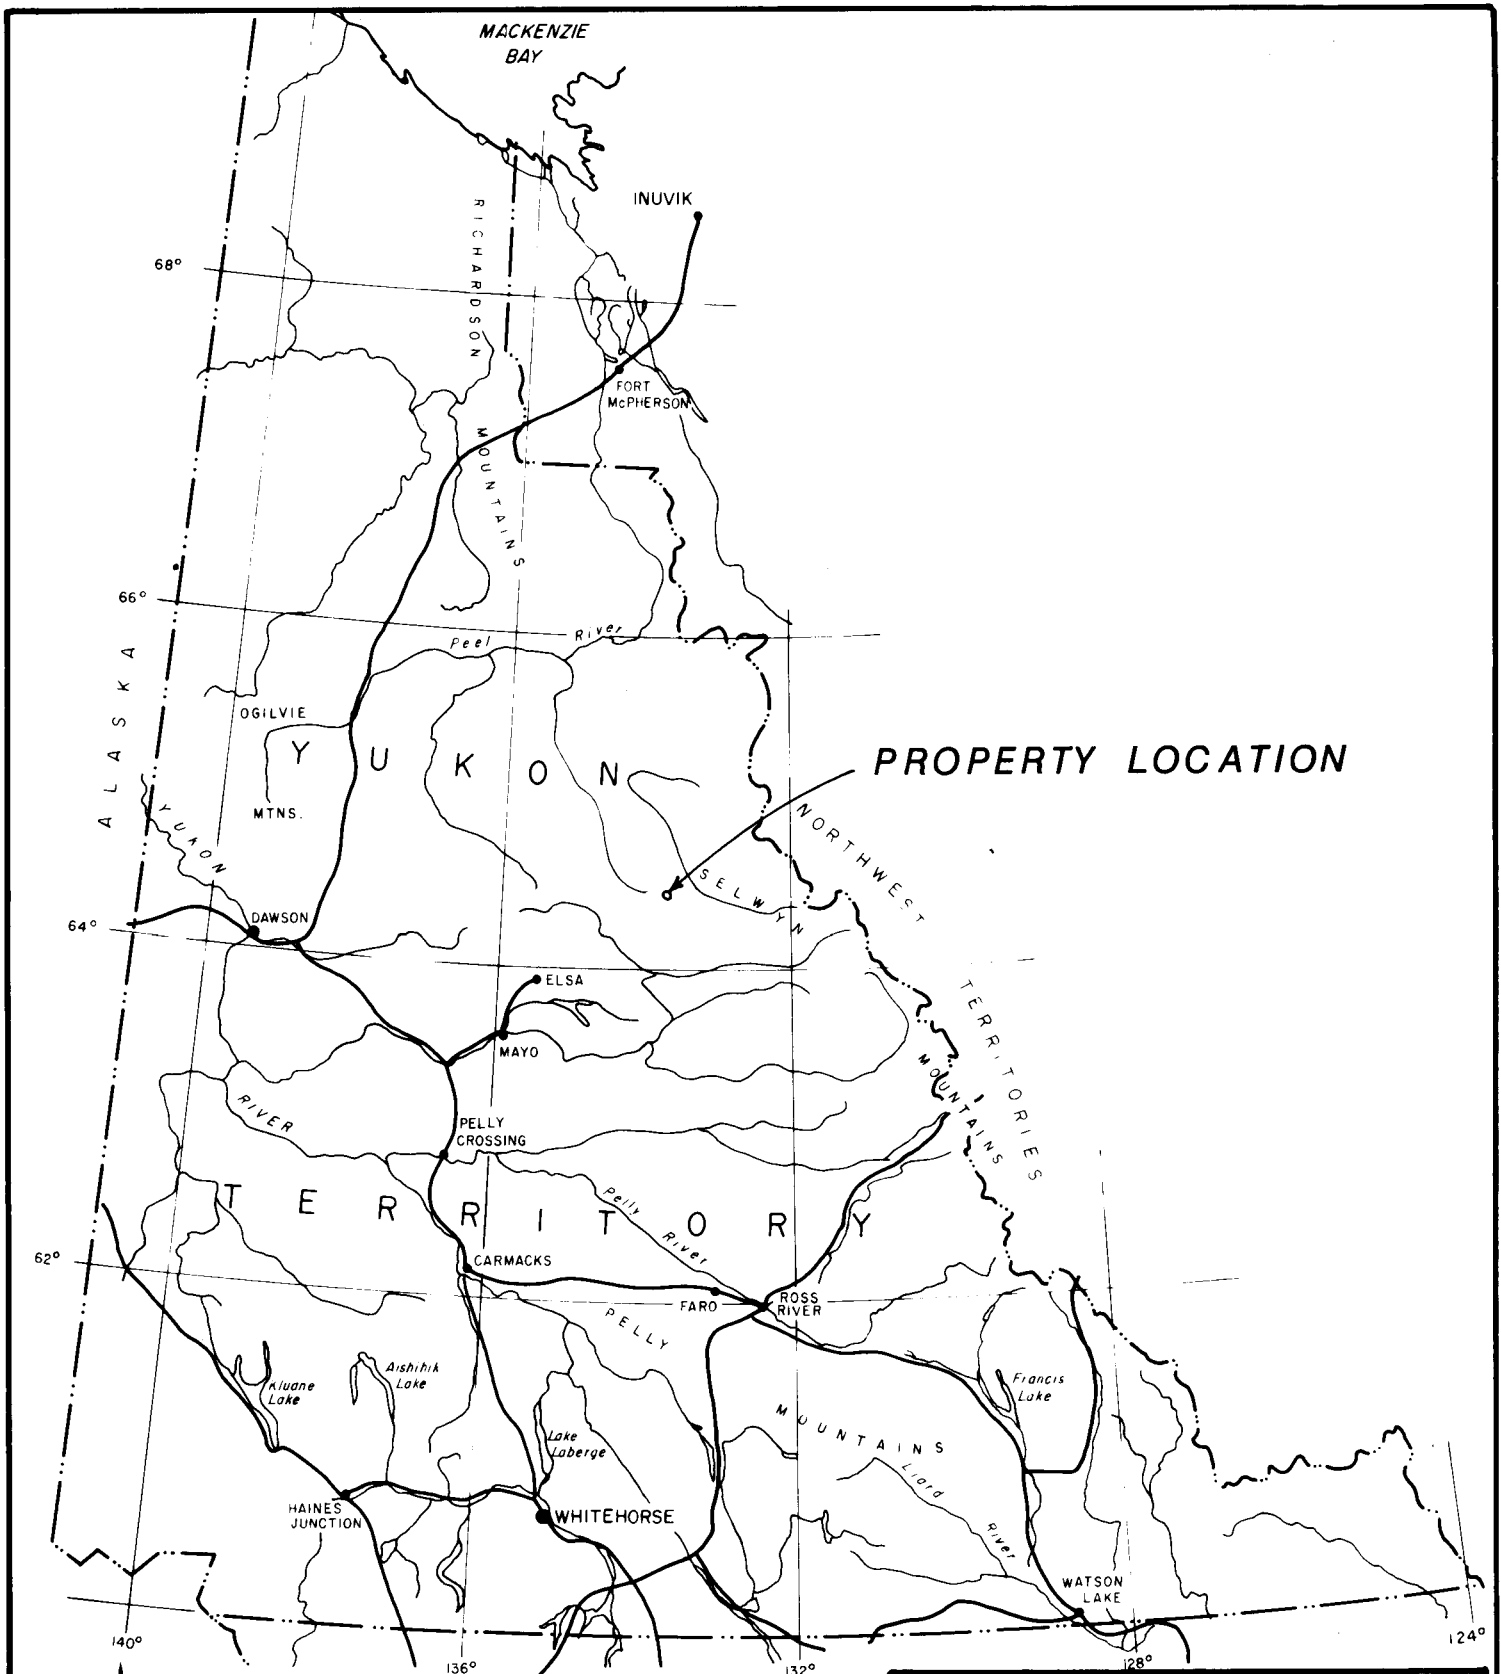 MACKENZIE
BAY
INUVIK
RICHARDSON
68°
FORT
McPHERSON
MOUNTAINS
66°
Peel River
ALASKA
OGILVIE
YUKON
PROPERTY LOCATION
MTNS.
YUKON
NORTHWEST
SELWYN
DAWSON
64°
ELSA
TERRITORIES
MAYO
MOUNTAINS
RIVER
PELLY
CROSSING
Pelly
River
TERRITORY
62°
CARMACKS
FARO
ROSS
RIVER
PELLY
Kluane
Lake
Aishihik
Lake
Francis
Lake
MOUNTAINS
Lake
Laberge
Liard
River
HAINES
JUNCTION
WHITEHORSE
WATSON
LAKE
140°
136°
132°
128°
124°